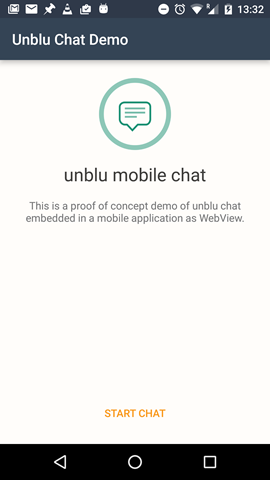 13:32
Unblu Chat Demo
unblu mobile chat
This is a proof of concept demo of unblu chat
embedded in a mobile application as WebView.
START CHAT